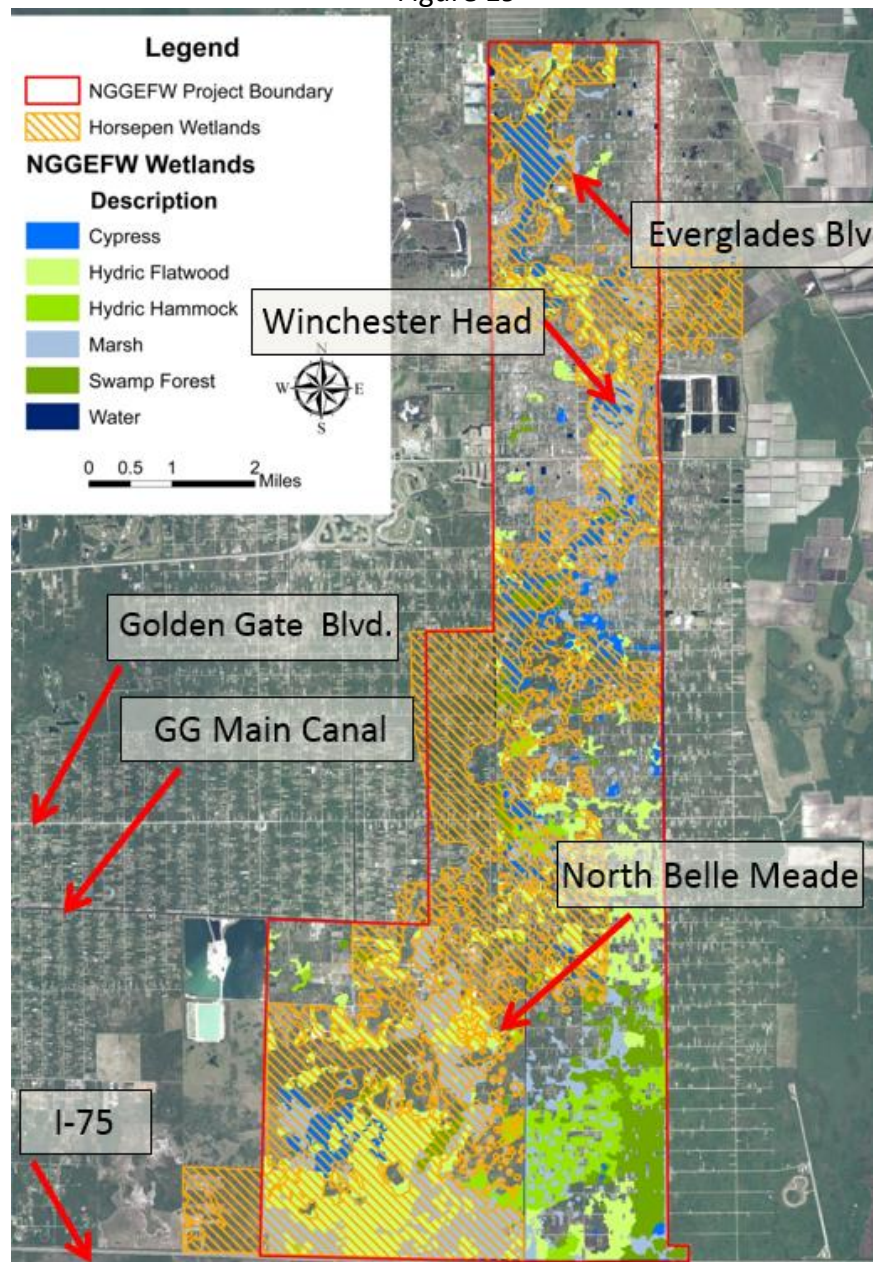 Legend
NGGEFW Project Boundary
Horsepen Wetlands
NGGEFW Wetlands
Description
Cypress
Hydric Flatwood
Hydric Hammock
Marsh
Swamp Forest
Water
N
W E
S
0 0.5 1 2
Miles
Everglades Blv
Winchester Head
Golden Gate Blvd.
GG Main Canal
North Belle Meade
I-75